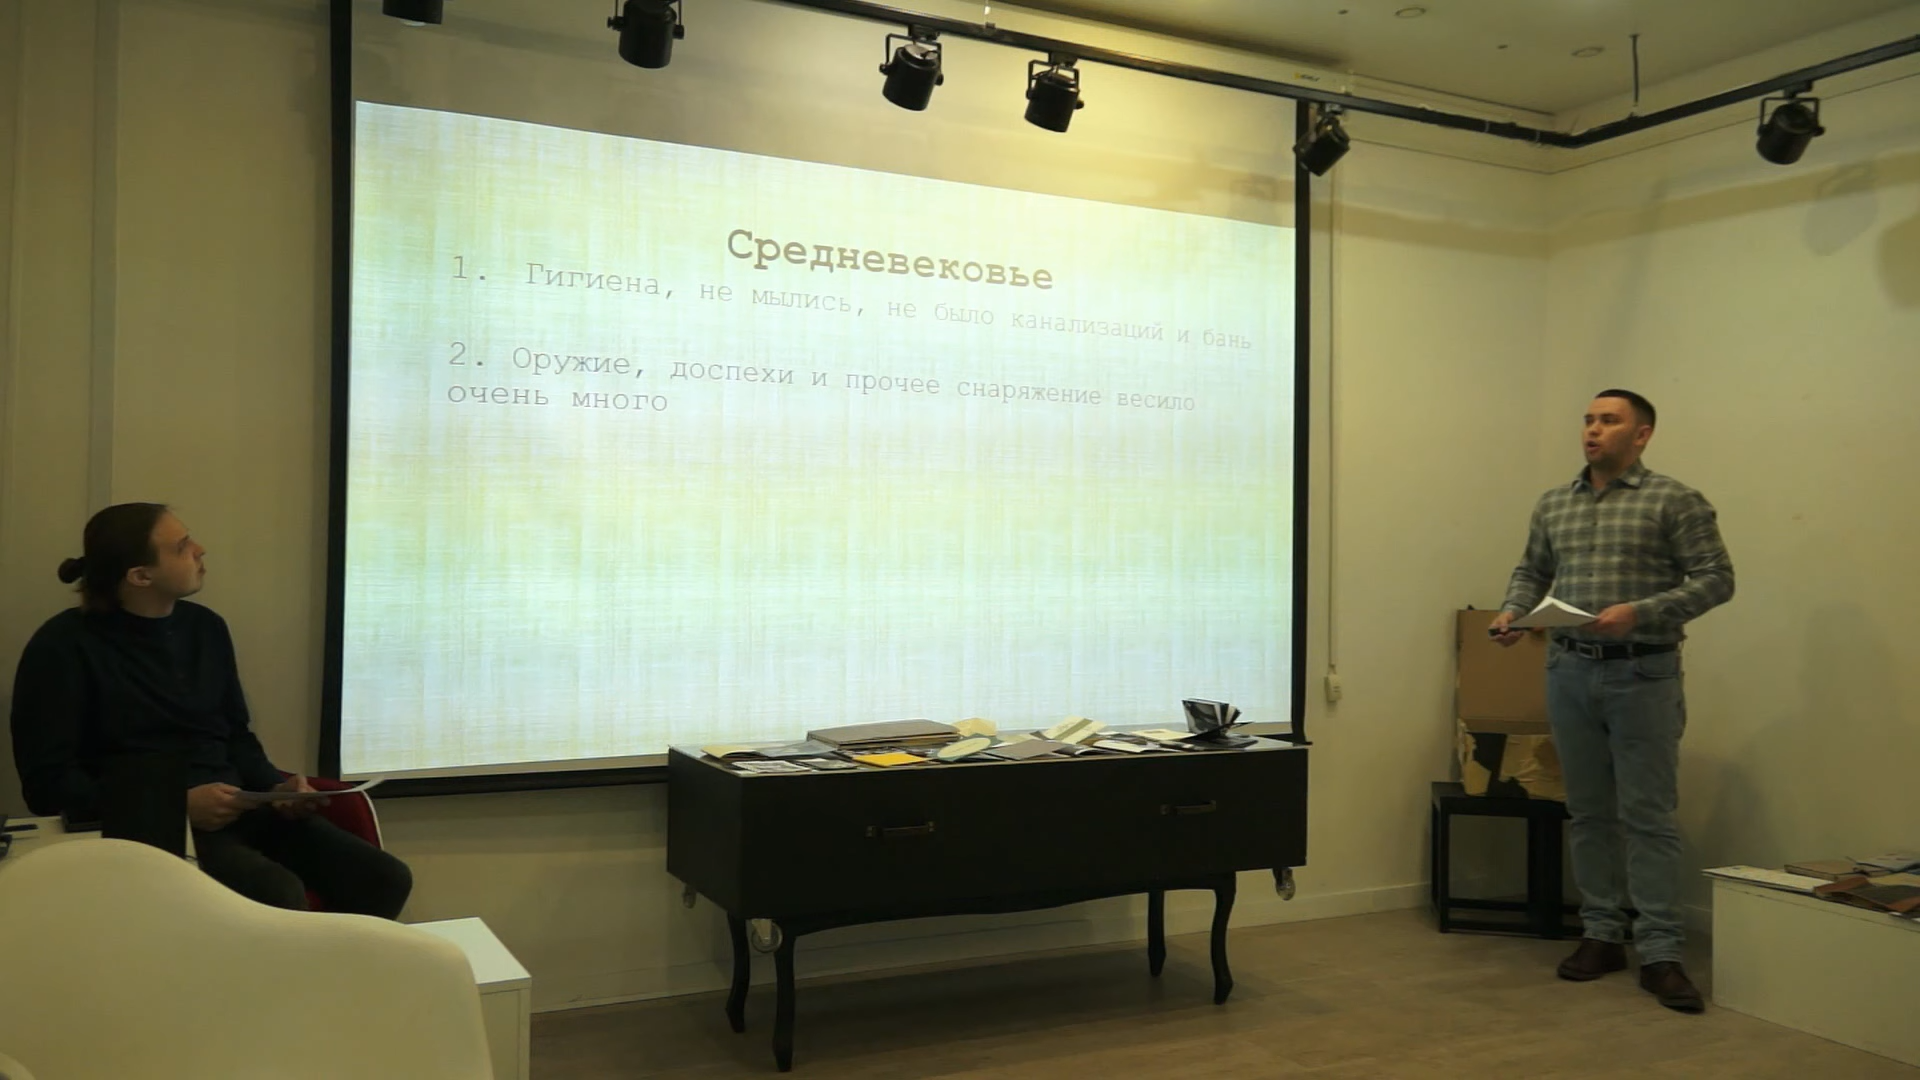 Средневековье
1. Гигиена, не мылись, не было канализаций и бань
2. Оружие, доспехи и прочее снаряжение весило
очень много